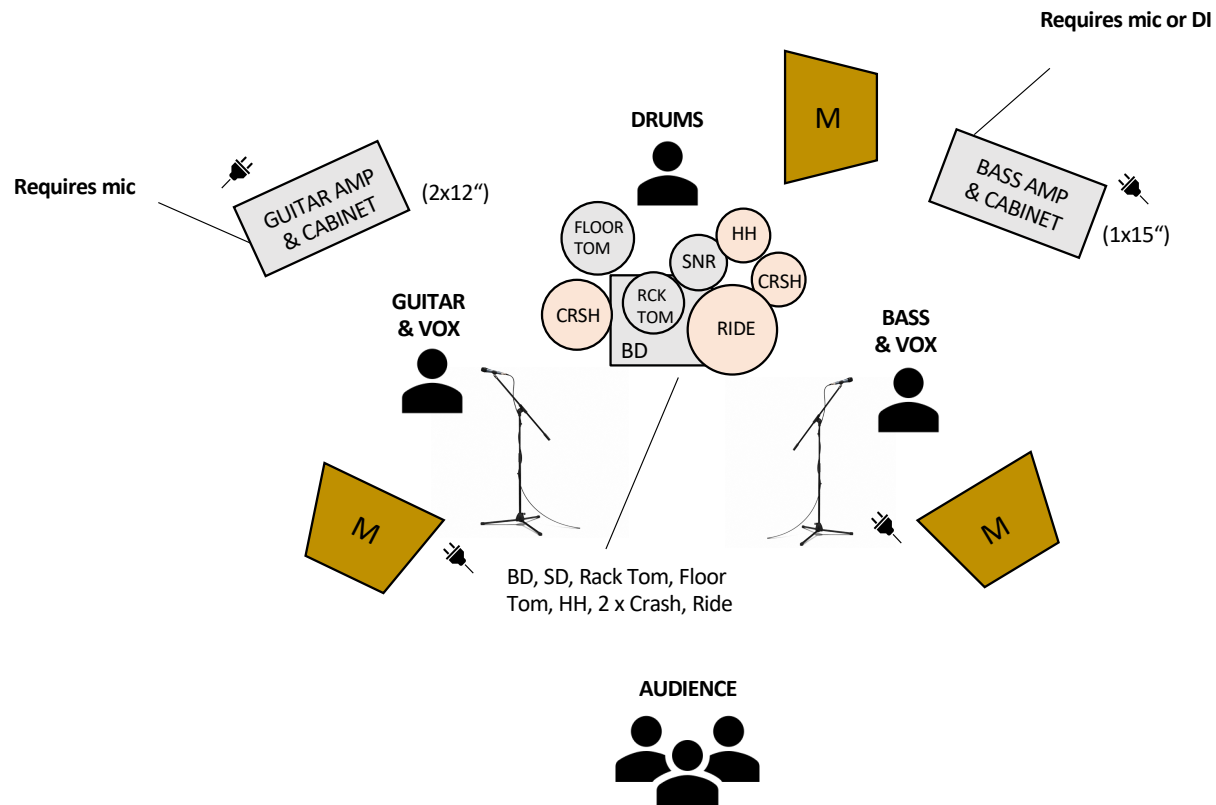 Requires mic or DI
M
DRUMS
Requires mic
GUITAR AMP
& CABINET
(2x12“)
BASS AMP
& CABINET
(1x15“)
FLOOR
TOM
HH
SNR
CRSH
RCK
TOM
CRSH
RIDE
BD
GUITAR
& VOX
BASS
& VOX
M
M
BD, SD, Rack Tom, Floor
Tom, HH, 2 x Crash, Ride
AUDIENCE